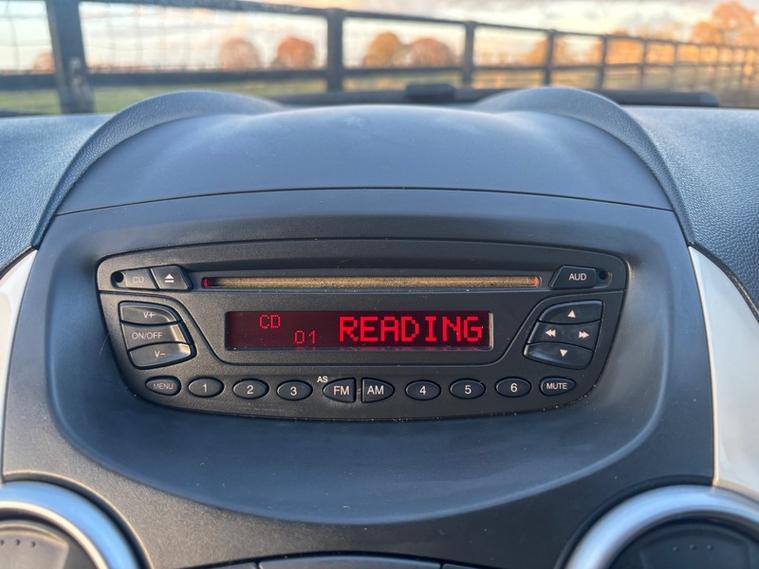 CD
AUD
V+
ON/OFF
V-
CD
01 READING
MENU 1 2 3 AS FM AM 4 5 6 MUTE